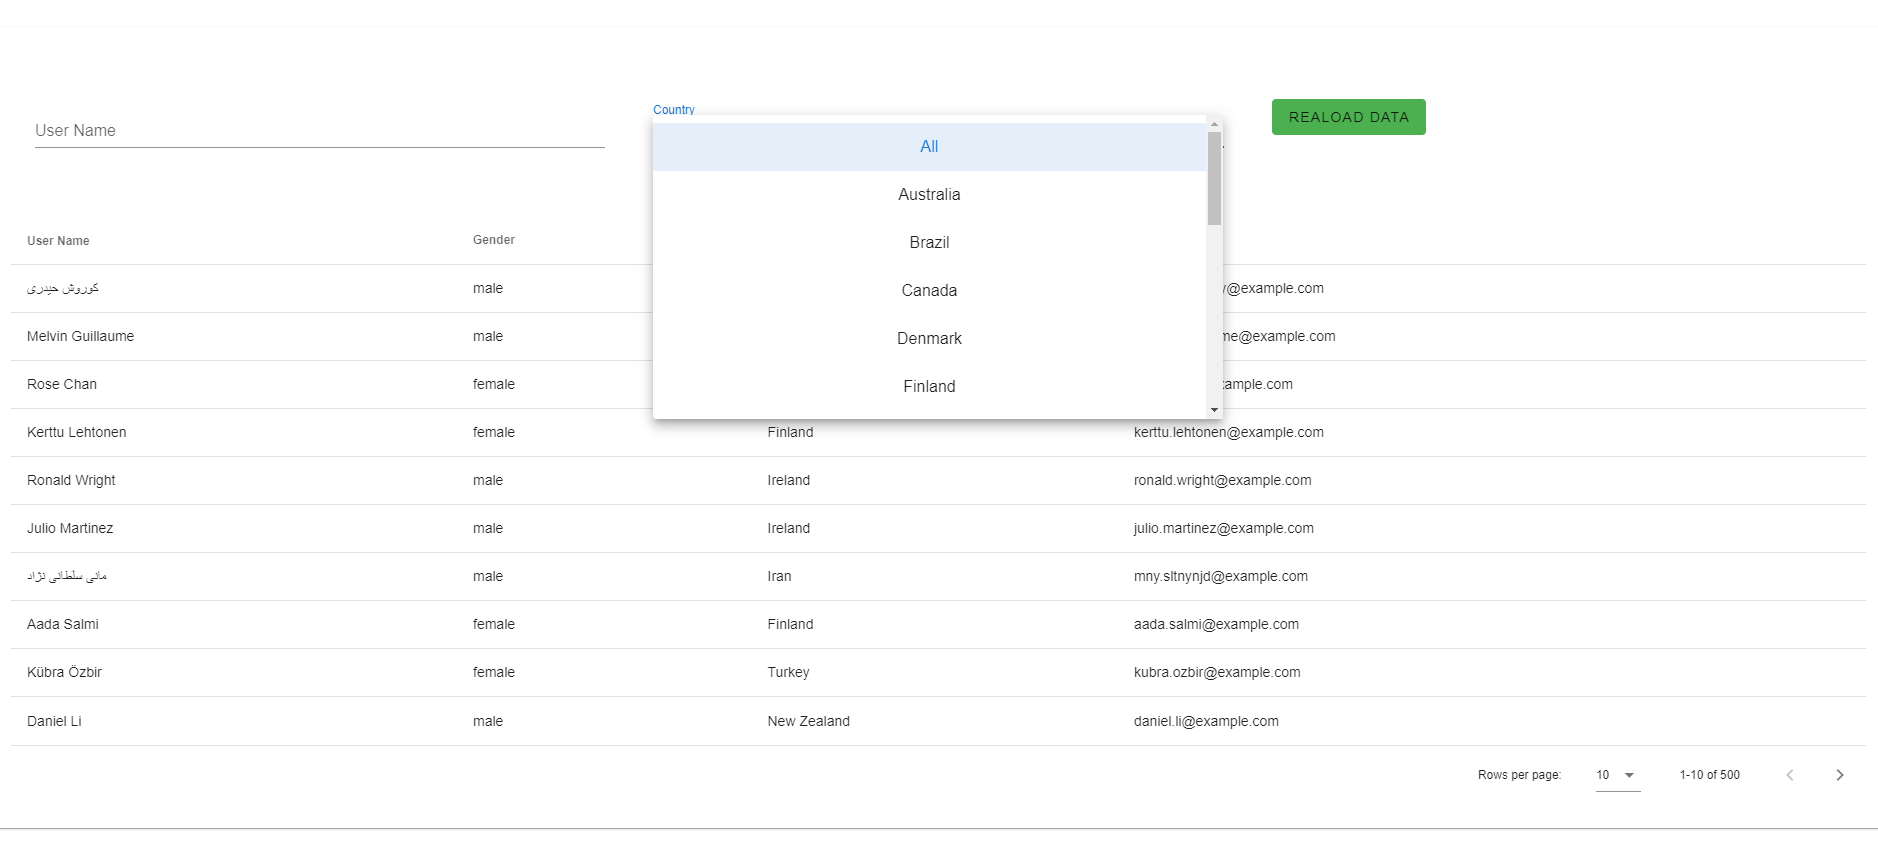 Country
User Name
REALOAD DATA
All
Australia
Brazil
Canada
Denmark
Finland
User Name Gender
کوروش حیدری male y@example.com
Melvin Guillaume male me@example.com
Rose Chan female ample.com
Kerttu Lehtonen female Finland kerttu.lehtonen@example.com
Ronald Wright male Ireland ronald.wright@example.com
Julio Martinez male Ireland julio.martinez@example.com
مانی سلطانی نژاد male Iran mny.sltnynjd@example.com
Aada Salmi female Finland aada.salmi@example.com
Kübra Özbir female Turkey kubra.ozbir@example.com
Daniel Li male New Zealand daniel.li@example.com
Rows per page: 10 1-10 of 500